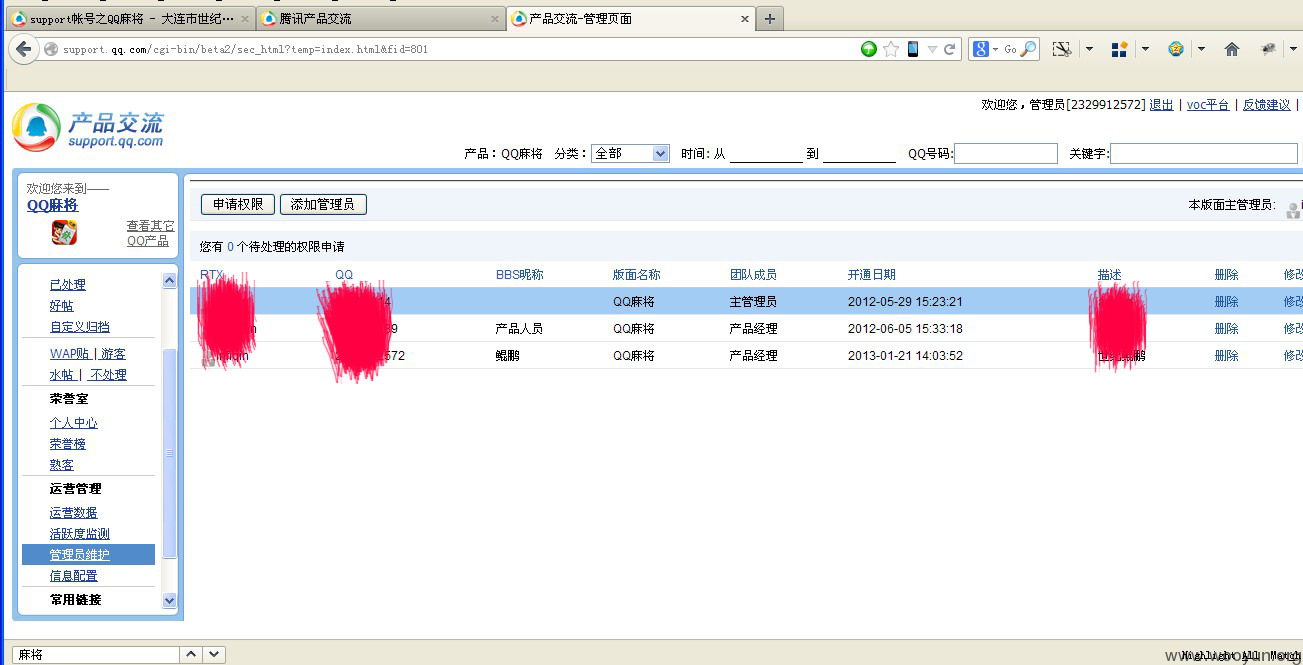 support帐号之QQ麻将 - 大连市世纪…
腾讯产品交流
产品交流-管理页面
support.qq.com/cgi-bin/beta2/sec_html?temp=index.html&fid=801
Go
欢迎您，管理员[2329912572] 退出 | voc平台 | 反馈建议 |
产品交流
support.qq.com
产品：QQ麻将 分类： 全部 时间: 从 到 QQ号码: 关键字:
欢迎您来到——
QQ麻将
查看其它
QQ产品
申请权限 添加管理员 本版面主管理员:
您有 0 个待处理的权限申请
RTX QQ BBS昵称 版面名称 团队成员 开通日期 描述 删除 修改
QQ麻将 主管理员 2012-05-29 15:23:21 删除 修改
产品人员 QQ麻将 产品经理 2012-06-05 15:33:18 删除 修改
572 鲲鹏 QQ麻将 产品经理 2013-01-21 14:03:52 删除 修改
已处理
好帖
自定义归档
WAP贴 | 游客
水帖 | 不处理
荣誉室
个人中心
荣誉榜
熟客
运营管理
运营数据
活跃度监测
管理员维护
信息配置
常用链接
麻将